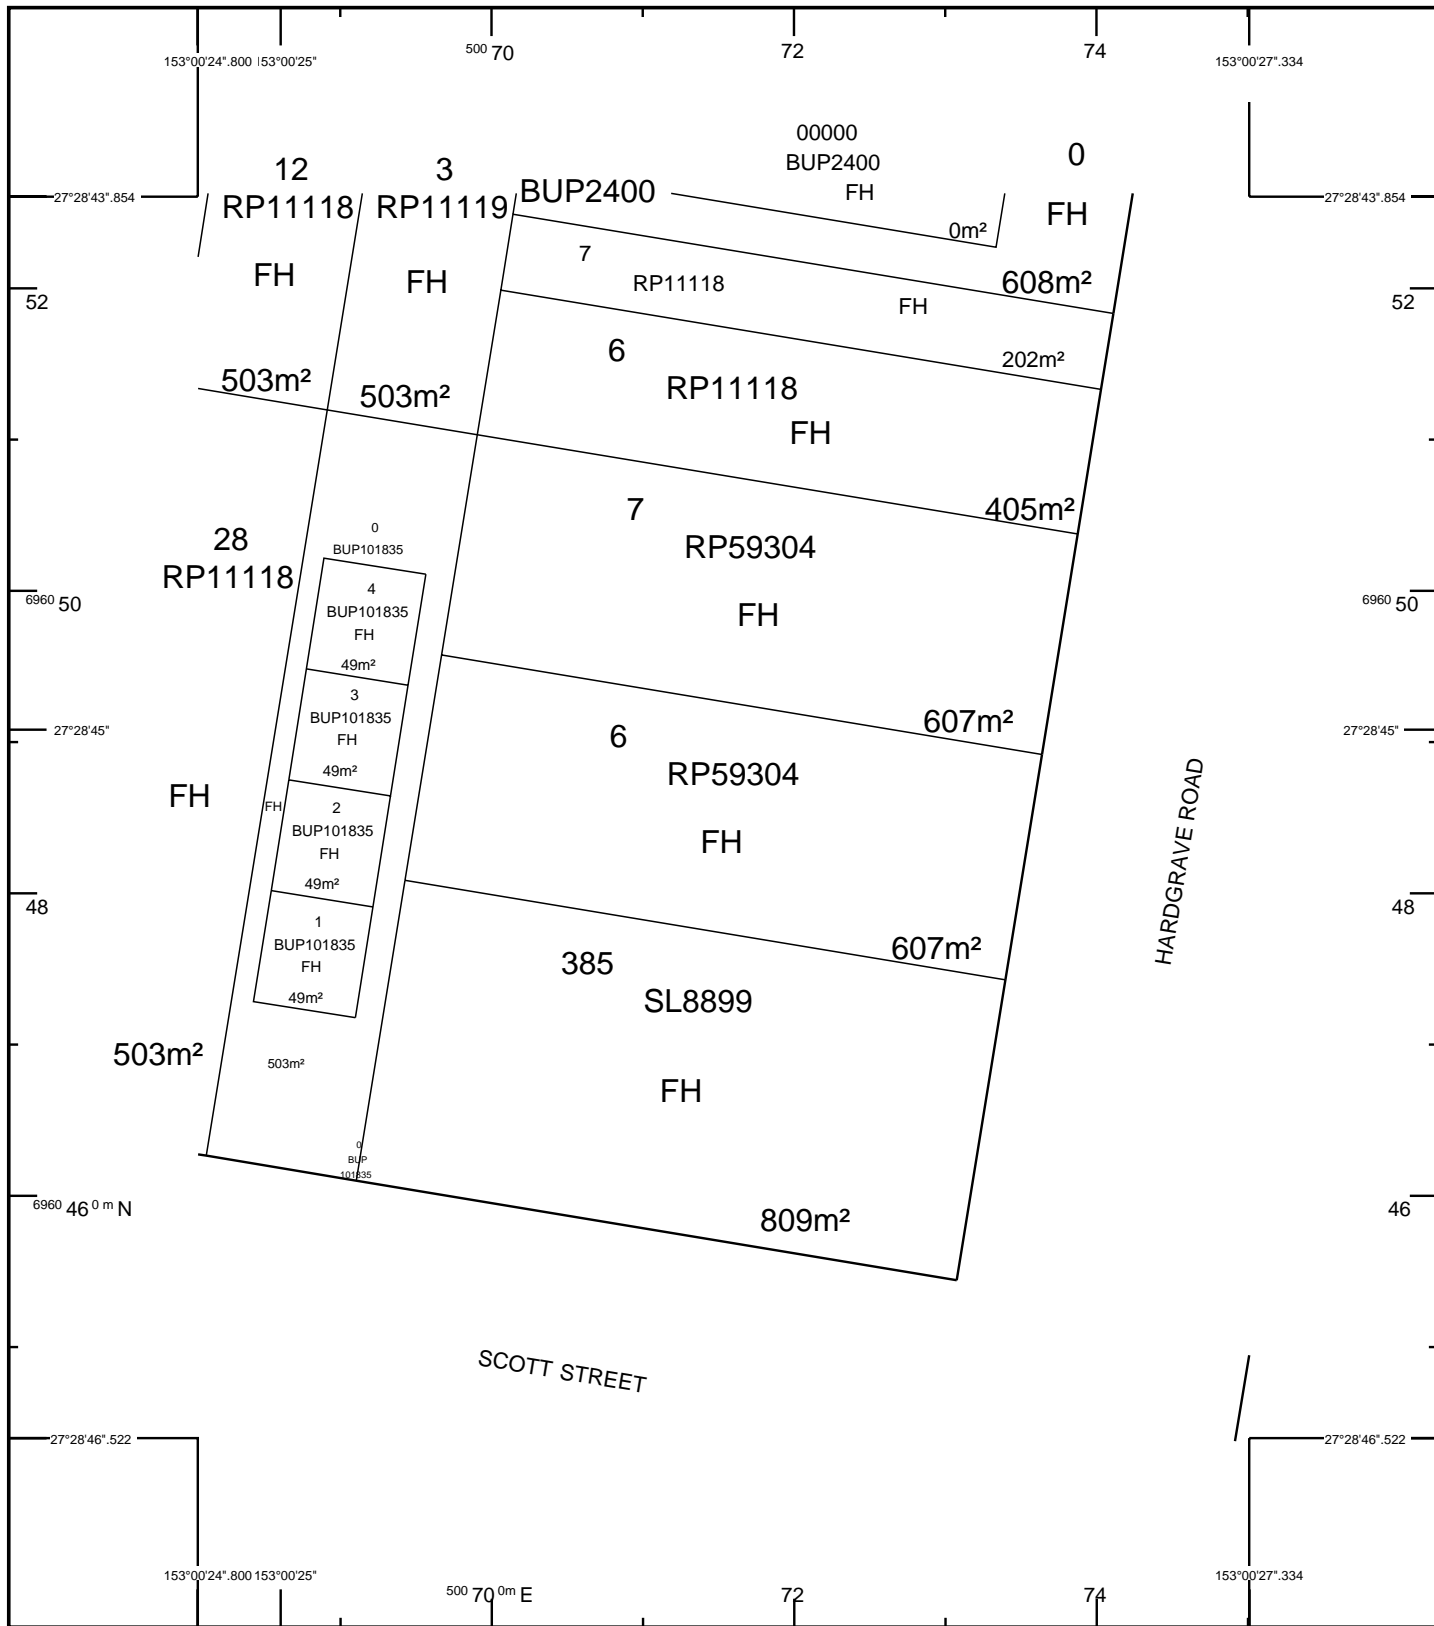 500 70
72
74
153°00'24".800
153°00'25"
153°00'27".334
00000
BUP2400
FH
0m²
0
FH
12
RP11118
FH
503m²
3
RP11119
FH
503m²
BUP2400
27°28'43".854
27°28'43".854
608m²
7
RP11118
FH
202m²
52
52
6
RP11118
FH
405m²
7
RP59304
FH
607m²
28
RP11118
FH
503m²
0
BUP101835
4
BUP101835
FH
49m²
6960 50
6960 50
3
BUP101835
FH
49m²
27°28'45"
27°28'45"
6
RP59304
FH
607m²
FH
2
BUP101835
FH
49m²
HARDGRAVE ROAD
48
48
1
BUP101835
FH
49m²
503m²
385
SL8899
FH
809m²
0
BUP
101835
6960 46 0 m N
46
SCOTT STREET
27°28'46".522
27°28'46".522
153°00'24".800
153°00'25"
153°00'27".334
500 70 0m E
72
74